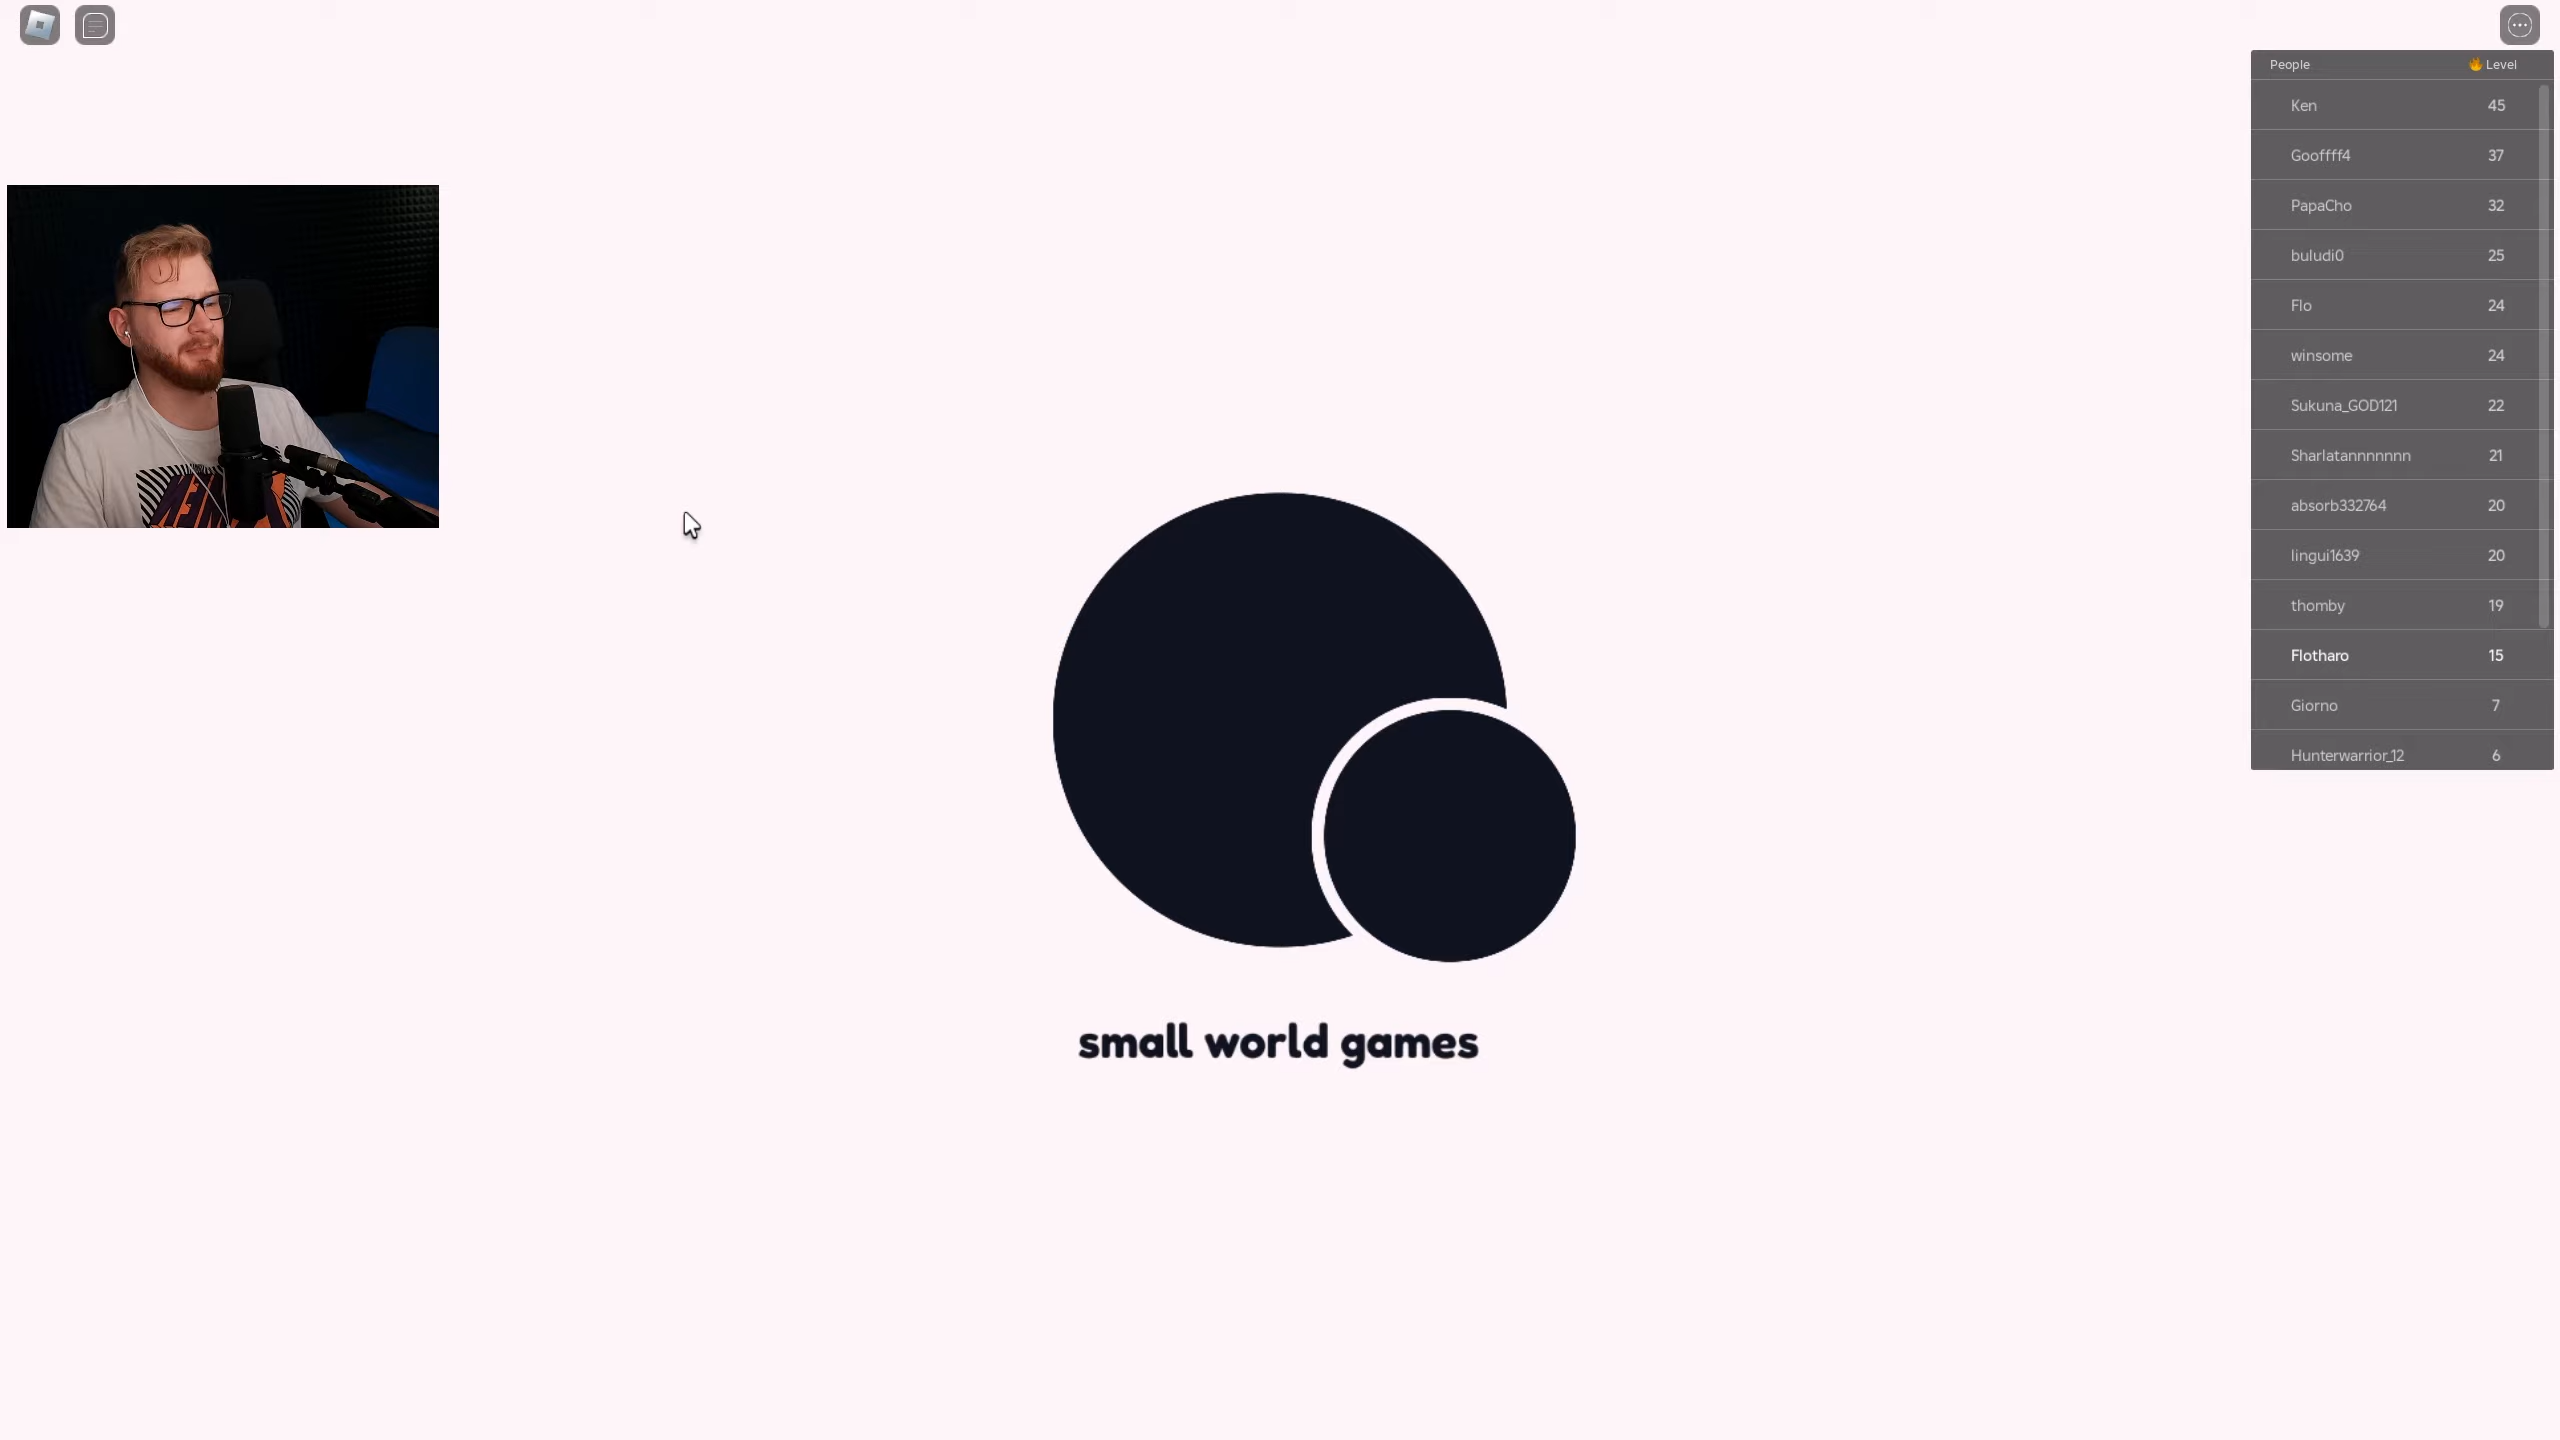 People 🔥 Level
Ken 45
Gooffff4 37
PapaCho 32
buludi0 25
Flo 24
winsome 24
Sukuna_GOD121 22
Sharlatannnnnnn 21
absorb332764 20
lingui1639 20
thomby 19
Flotharo 15
Giorno 7
Hunterwarrior_12 6
small world games